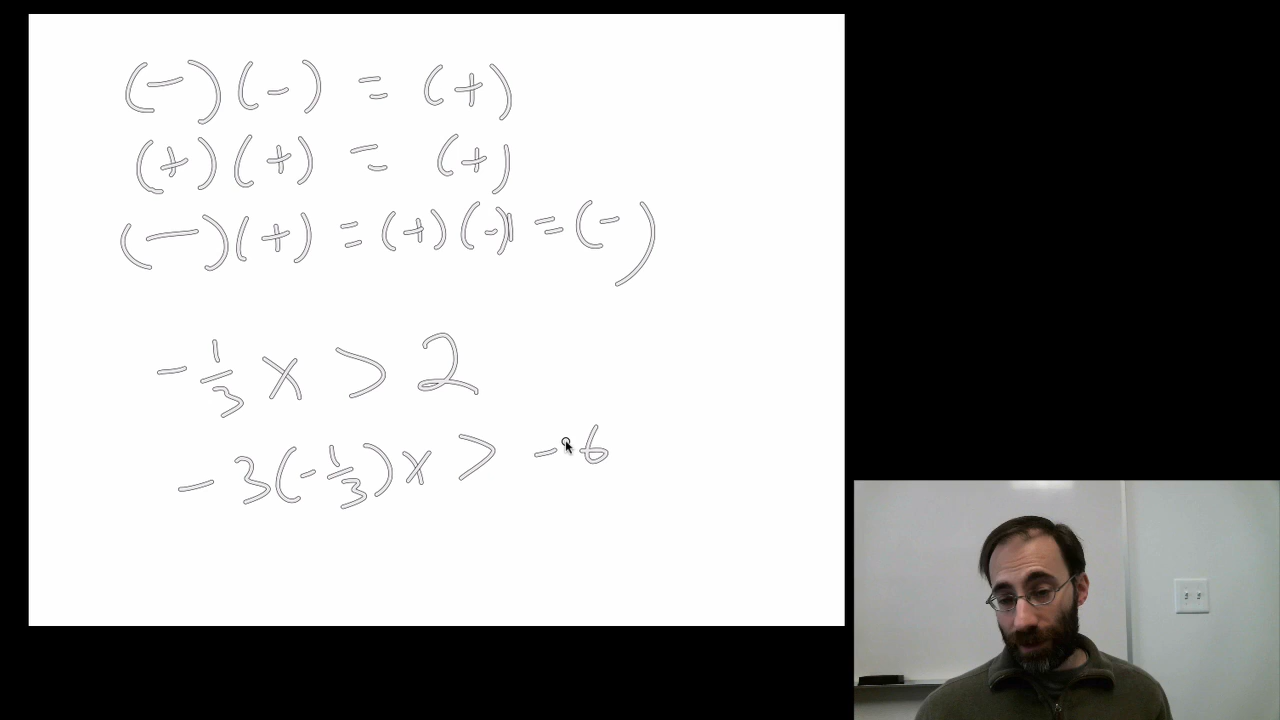 (-)(-) = (+)
(+)(+) = (+)
(-)(+) = (+)(-) = (-)
-1/3 x > 2
-3(-1/3)x > -6